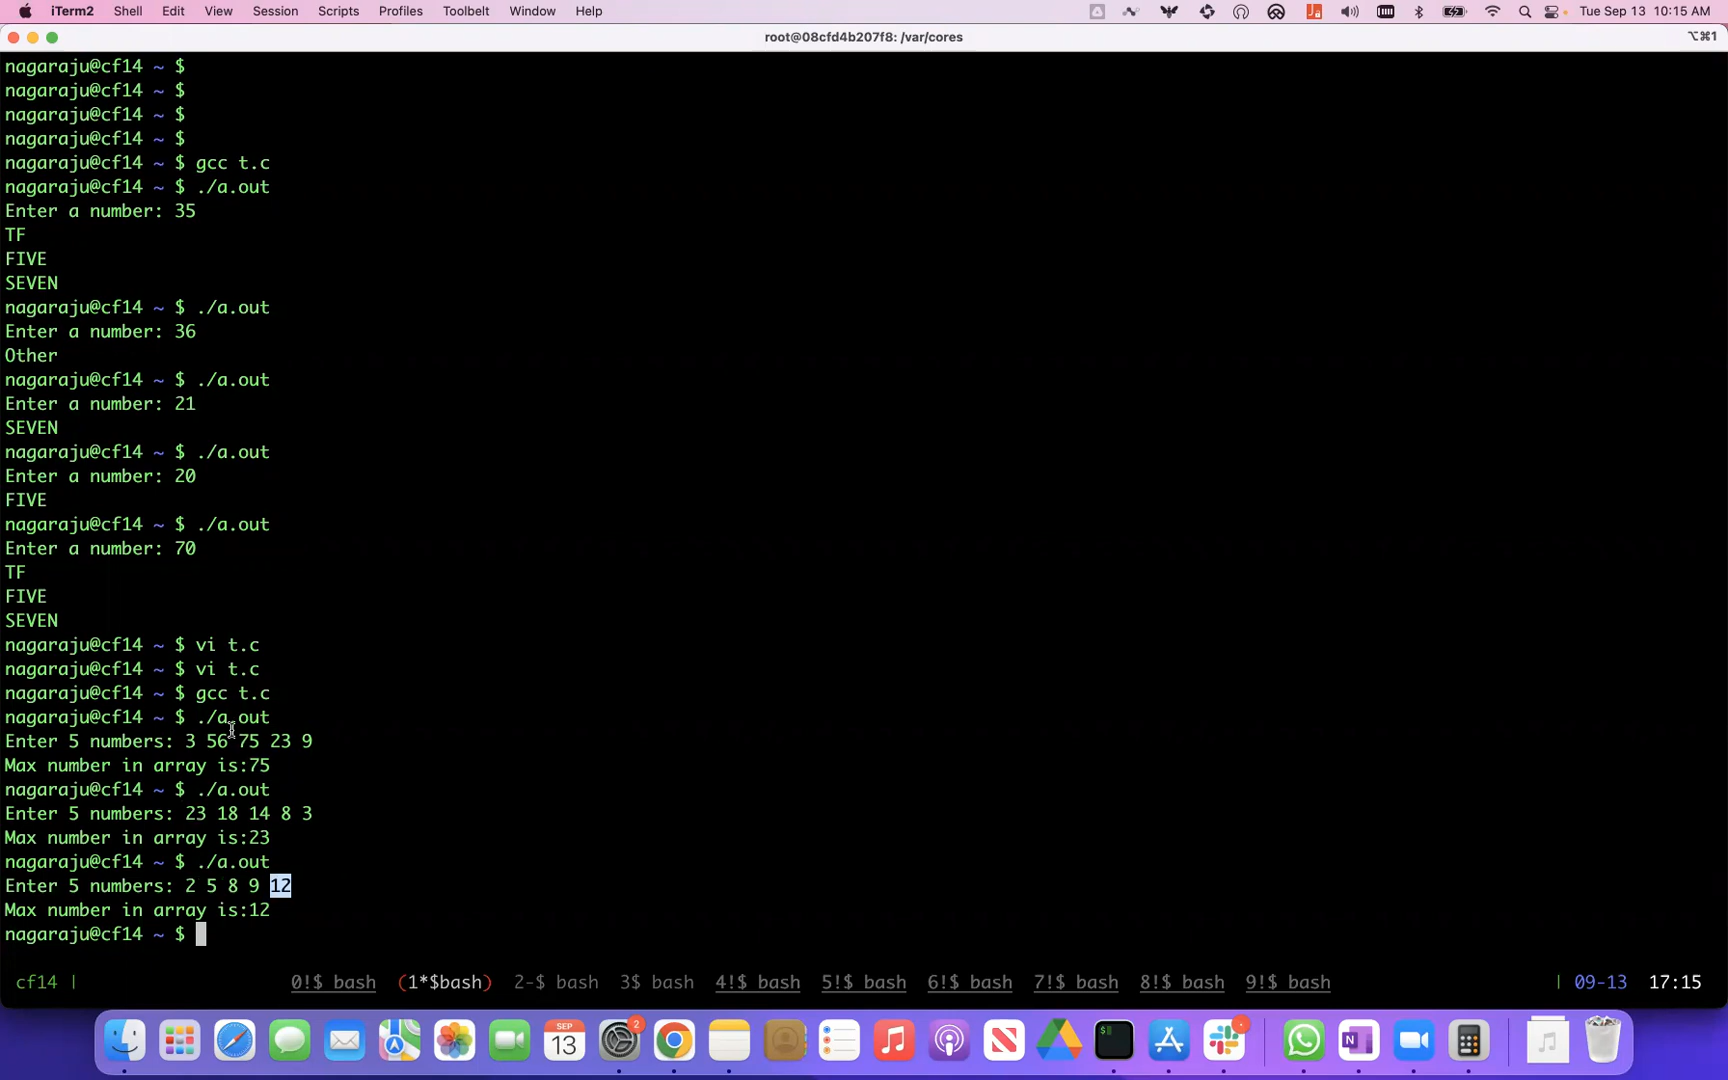 iTerm2 Shell Edit View Session Scripts Profiles Toolbelt Window Help Tue Sep 13 10:15 AM
root@08cfd4b207f8: /var/cores ⌥⌘1
nagaraju@cf14 ~ $
nagaraju@cf14 ~ $
nagaraju@cf14 ~ $
nagaraju@cf14 ~ $
nagaraju@cf14 ~ $ gcc t.c
nagaraju@cf14 ~ $ ./a.out
Enter a number: 35
TF
FIVE
SEVEN
nagaraju@cf14 ~ $ ./a.out
Enter a number: 36
Other
nagaraju@cf14 ~ $ ./a.out
Enter a number: 21
SEVEN
nagaraju@cf14 ~ $ ./a.out
Enter a number: 20
FIVE
nagaraju@cf14 ~ $ ./a.out
Enter a number: 70
TF
FIVE
SEVEN
nagaraju@cf14 ~ $ vi t.c
nagaraju@cf14 ~ $ vi t.c
nagaraju@cf14 ~ $ gcc t.c
nagaraju@cf14 ~ $ ./a.out
Enter 5 numbers: 3 56 75 23 9
Max number in array is:75
nagaraju@cf14 ~ $ ./a.out
Enter 5 numbers: 23 18 14 8 3
Max number in array is:23
nagaraju@cf14 ~ $ ./a.out
Enter 5 numbers: 2 5 8 9 12
Max number in array is:12
nagaraju@cf14 ~ $
cf14 | 0!$ bash (1*$bash) 2-$ bash 3$ bash 4!$ bash 5!$ bash 6!$ bash 7!$ bash 8!$ bash 9!$ bash | 09-13 17:15
SEP
13
2